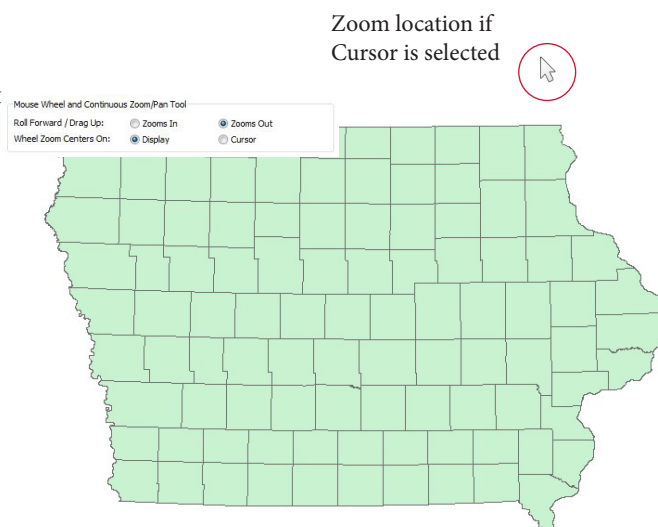 Zoom location if
Cursor is selected
Mouse Wheel and Continuous Zoom/Pan Tool
Roll Forward / Drag Up: Zooms In Zooms Out
Wheel Zoom Centers On: Display Cursor